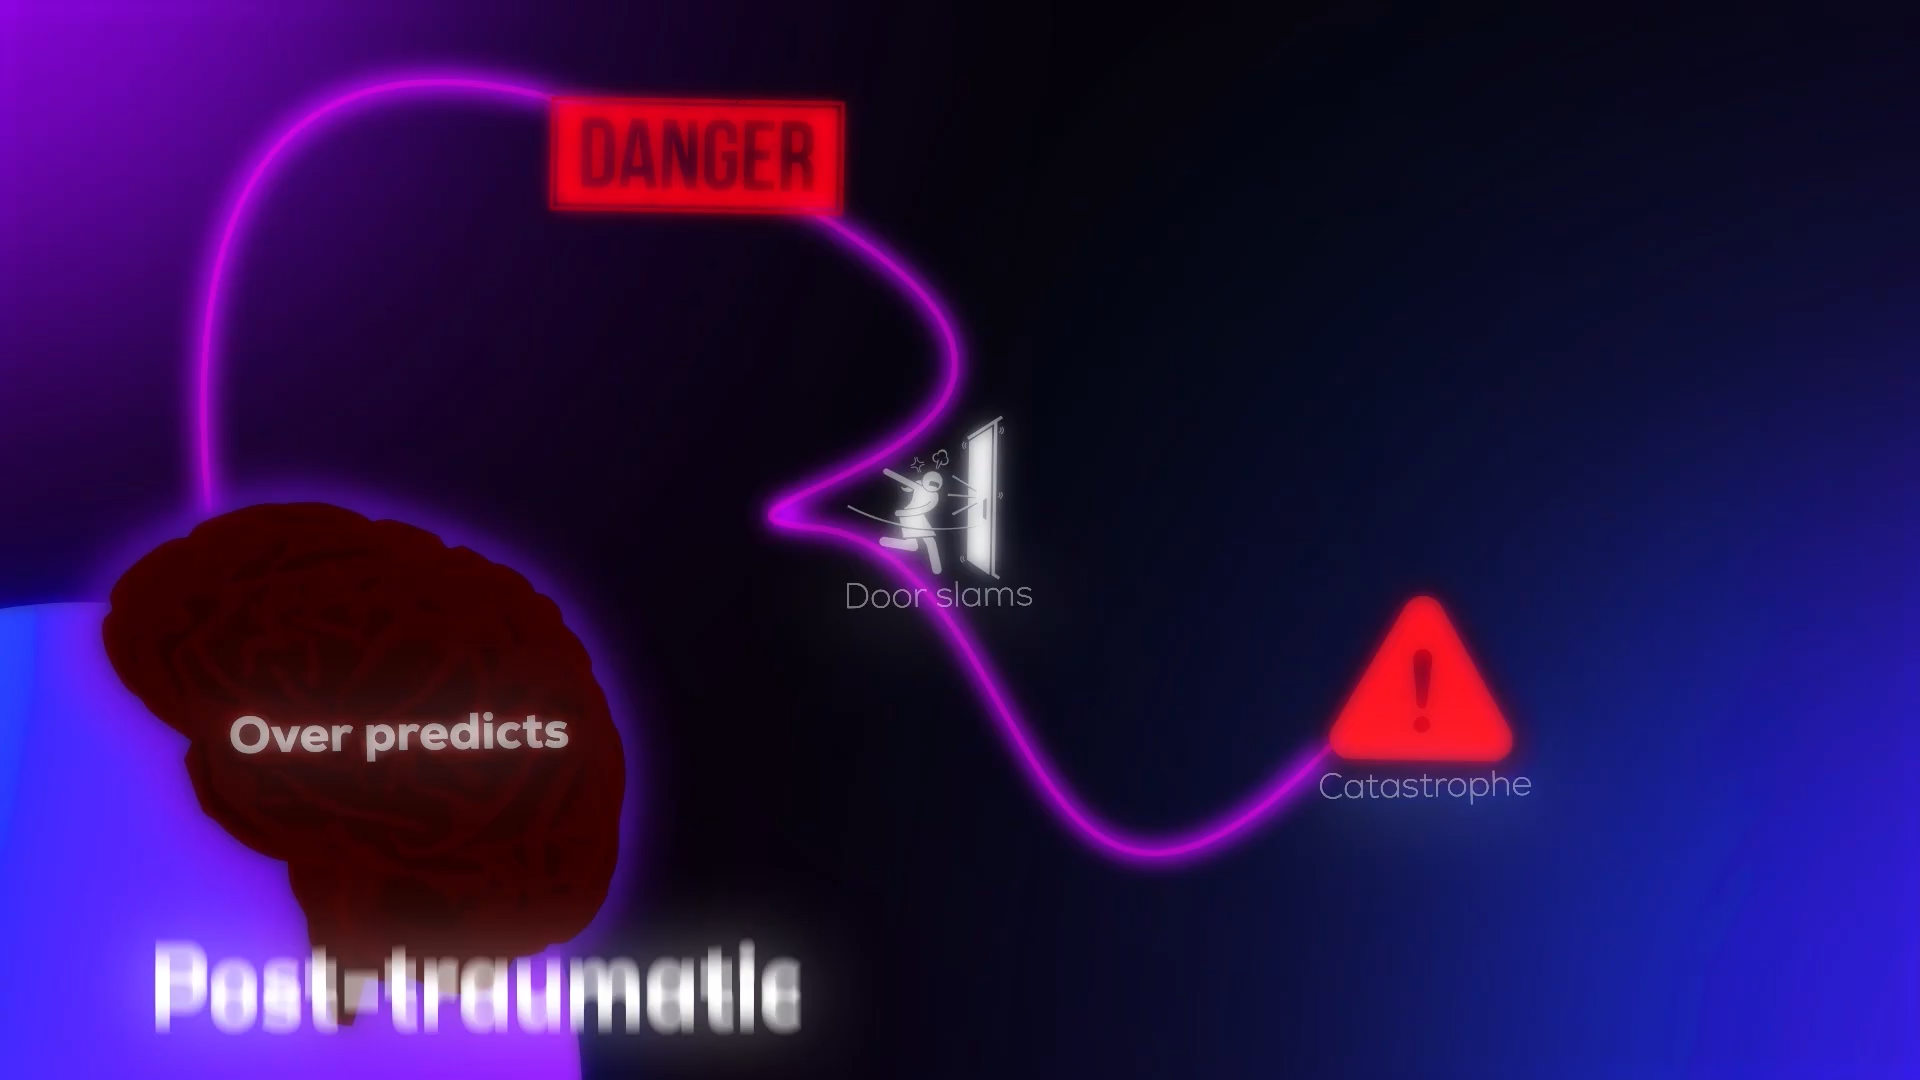 DANGER
Door slams
Over predicts
Catastrophe
Post-traumatic